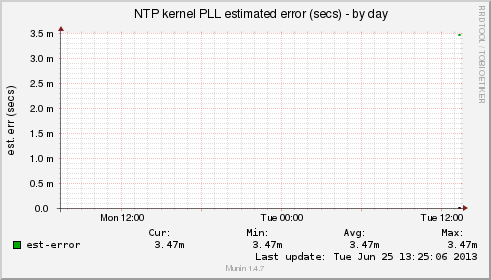 NTP kernel PLL estimated error (secs) - by day
RRDTOOL / TOBI OETIKER
est. err (secs)
3.5 m
3.0 m
2.5 m
2.0 m
1.5 m
1.0 m
0.5 m
0.0
Mon 12:00 Tue 00:00 Tue 12:00
Cur: Min: Avg: Max:
est-error 3.47m 3.47m 3.47m 3.47m
Last update: Tue Jun 25 13:25:06 2013
Munin 1.4.7